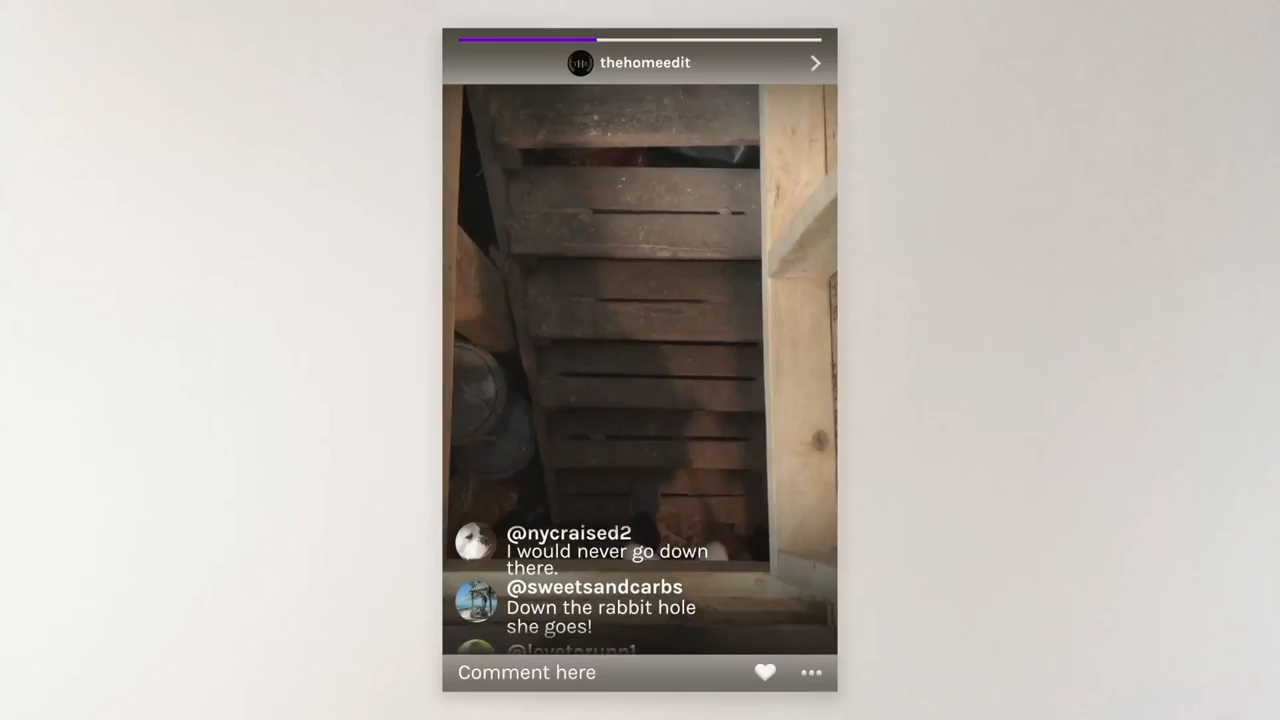 thehomeedit
@nycraised2
I would never go down
there.
@sweetsandcarbs
Down the rabbit hole
she goes!
Comment here